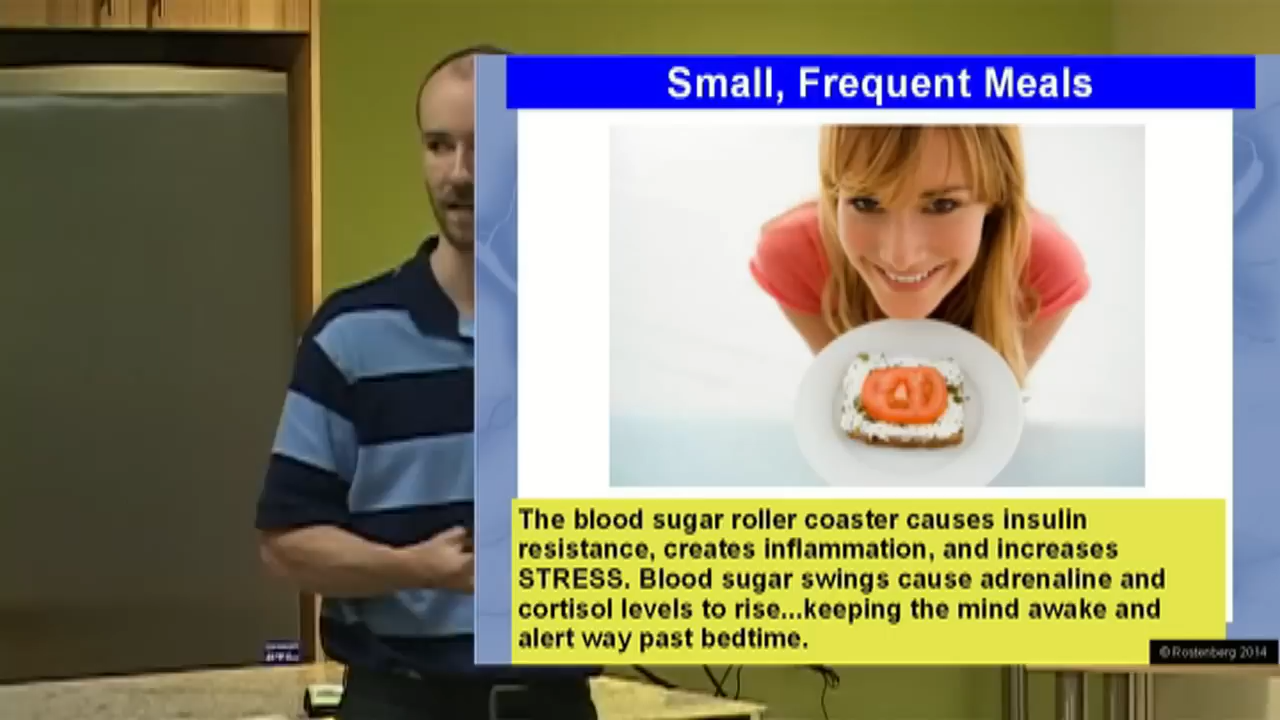 Small, Frequent Meals
The blood sugar roller coaster causes insulin
resistance, creates inflammation, and increases
STRESS. Blood sugar swings cause adrenaline and
cortisol levels to rise...keeping the mind awake and
alert way past bedtime.
© Rostenberg 2014